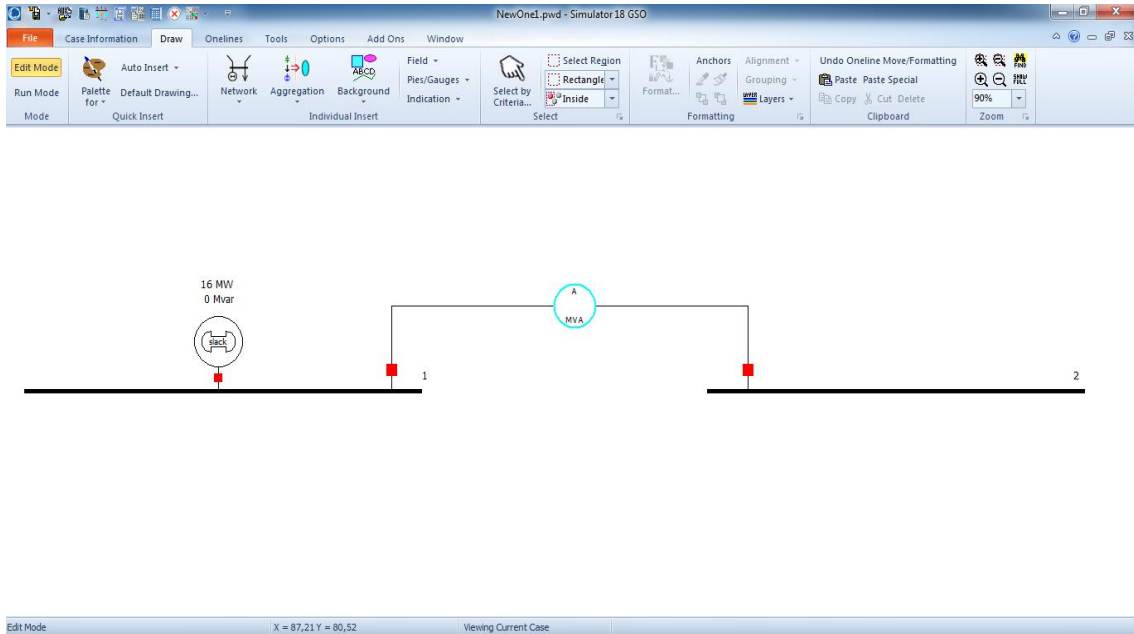 NewOne1.pwd - Simulator 18 GSO
File Case Information Draw Onelines Tools Options Add Ons Window
Edit Mode
Run Mode
Mode
Palette
for
Auto Insert
Default Drawing...
Quick Insert
Network
Aggregation
ABCD
Background
Field
Pies/Gauges
Indication
Individual Insert
Select by
Criteria...
Select Region
Rectangle
Inside
Select
Format...
Anchors
Alignment
Grouping
Layers
Formatting
Undo Oneline Move/Formatting
Paste Paste Special
Copy Cut Delete
Clipboard
FIND
90%
Zoom
16 MW
0 Mvar
slack
A
MVA
1
2
Edit Mode X = 87,21 Y = 80,52 Viewing Current Case